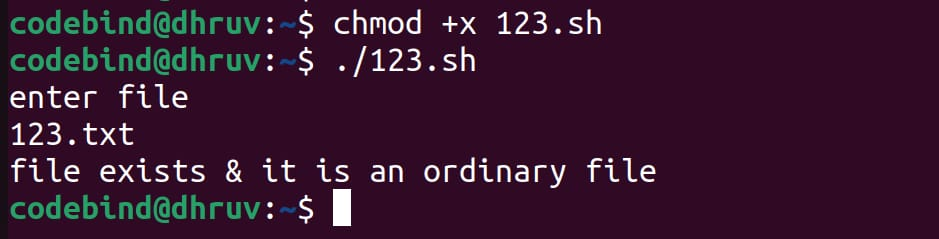 codebind@dhruv:~$ chmod +x 123.sh
codebind@dhruv:~$ ./123.sh
enter file
123.txt
file exists & it is an ordinary file
codebind@dhruv:~$